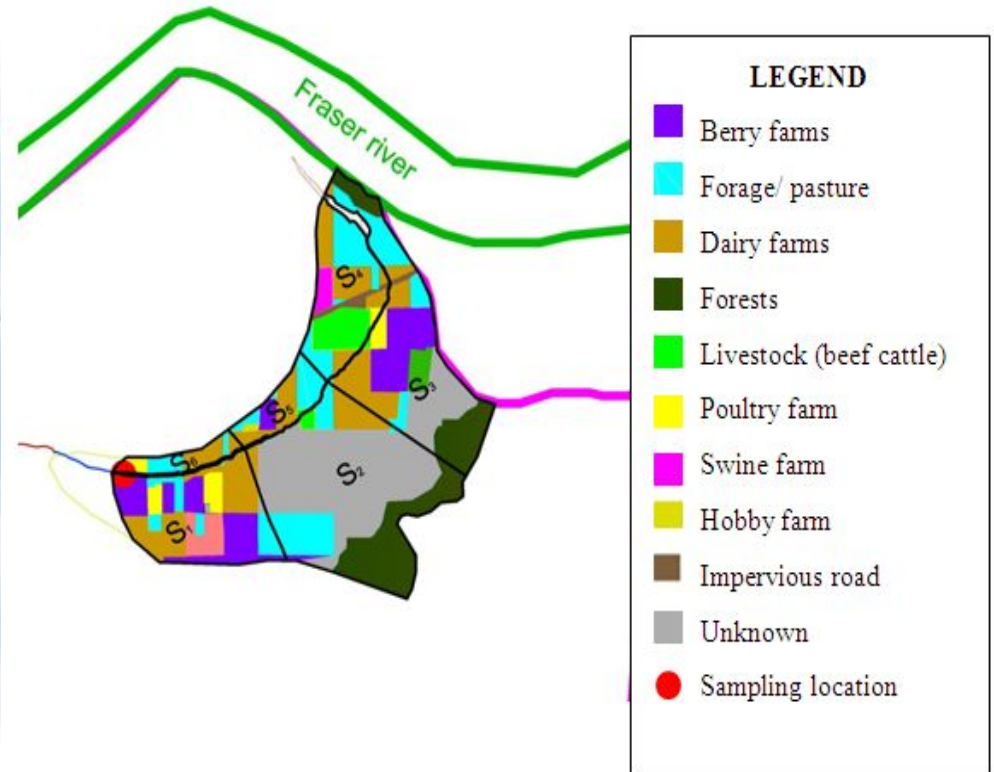 Fraser river
S4
S3
S5
S2
S6
S1
LEGEND
Berry farms
Forage/ pasture
Dairy farms
Forests
Livestock (beef cattle)
Poultry farm
Swine farm
Hobby farm
Impervious road
Unknown
Sampling location